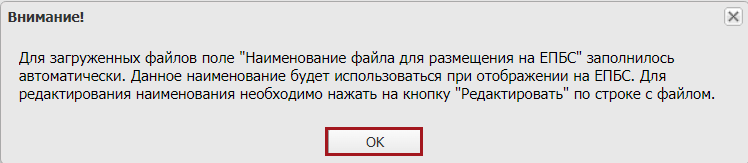 Внимание!
Для загруженных файлов поле "Наименование файла для размещения на ЕПБС" заполнилось
автоматически. Данное наименование будет использоваться при отображении на ЕПБС. Для
редактирования наименования необходимо нажать на кнопку "Редактировать" по строке с файлом.
OK